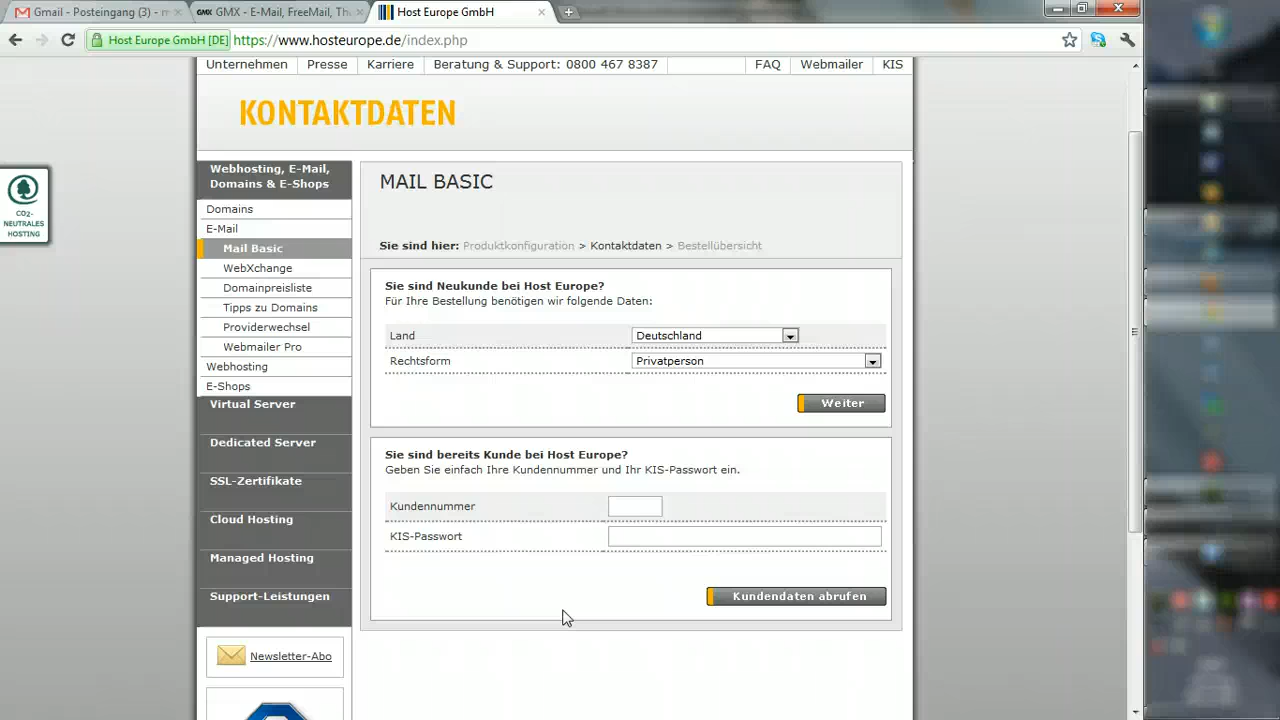 Gmail - Posteingang (3) - m
GMX - E-Mail, FreeMail, Th
Host Europe GmbH
Host Europe GmbH [DE]
https://www.hosteurope.de/index.php
Unternehmen
Presse
Karriere
Beratung & Support: 0800 467 8387
FAQ
Webmailer
KIS
KONTAKTDATEN
CO2-
NEUTRALES
HOSTING
Webhosting, E-Mail,
Domains & E-Shops
Domains
E-Mail
Mail Basic
WebXchange
Domainpreisliste
Tipps zu Domains
Providerwechsel
Webmailer Pro
Webhosting
E-Shops
Virtual Server
Dedicated Server
SSL-Zertifikate
Cloud Hosting
Managed Hosting
Support-Leistungen
Newsletter-Abo
MAIL BASIC
Sie sind hier: Produktkonfiguration > Kontaktdaten > Bestellübersicht
Sie sind Neukunde bei Host Europe?
Für Ihre Bestellung benötigen wir folgende Daten:
Land Deutschland
Rechtsform Privatperson
Weiter
Sie sind bereits Kunde bei Host Europe?
Geben Sie einfach Ihre Kundennummer und Ihr KIS-Passwort ein.
Kundennummer
KIS-Passwort
Kundendaten abrufen